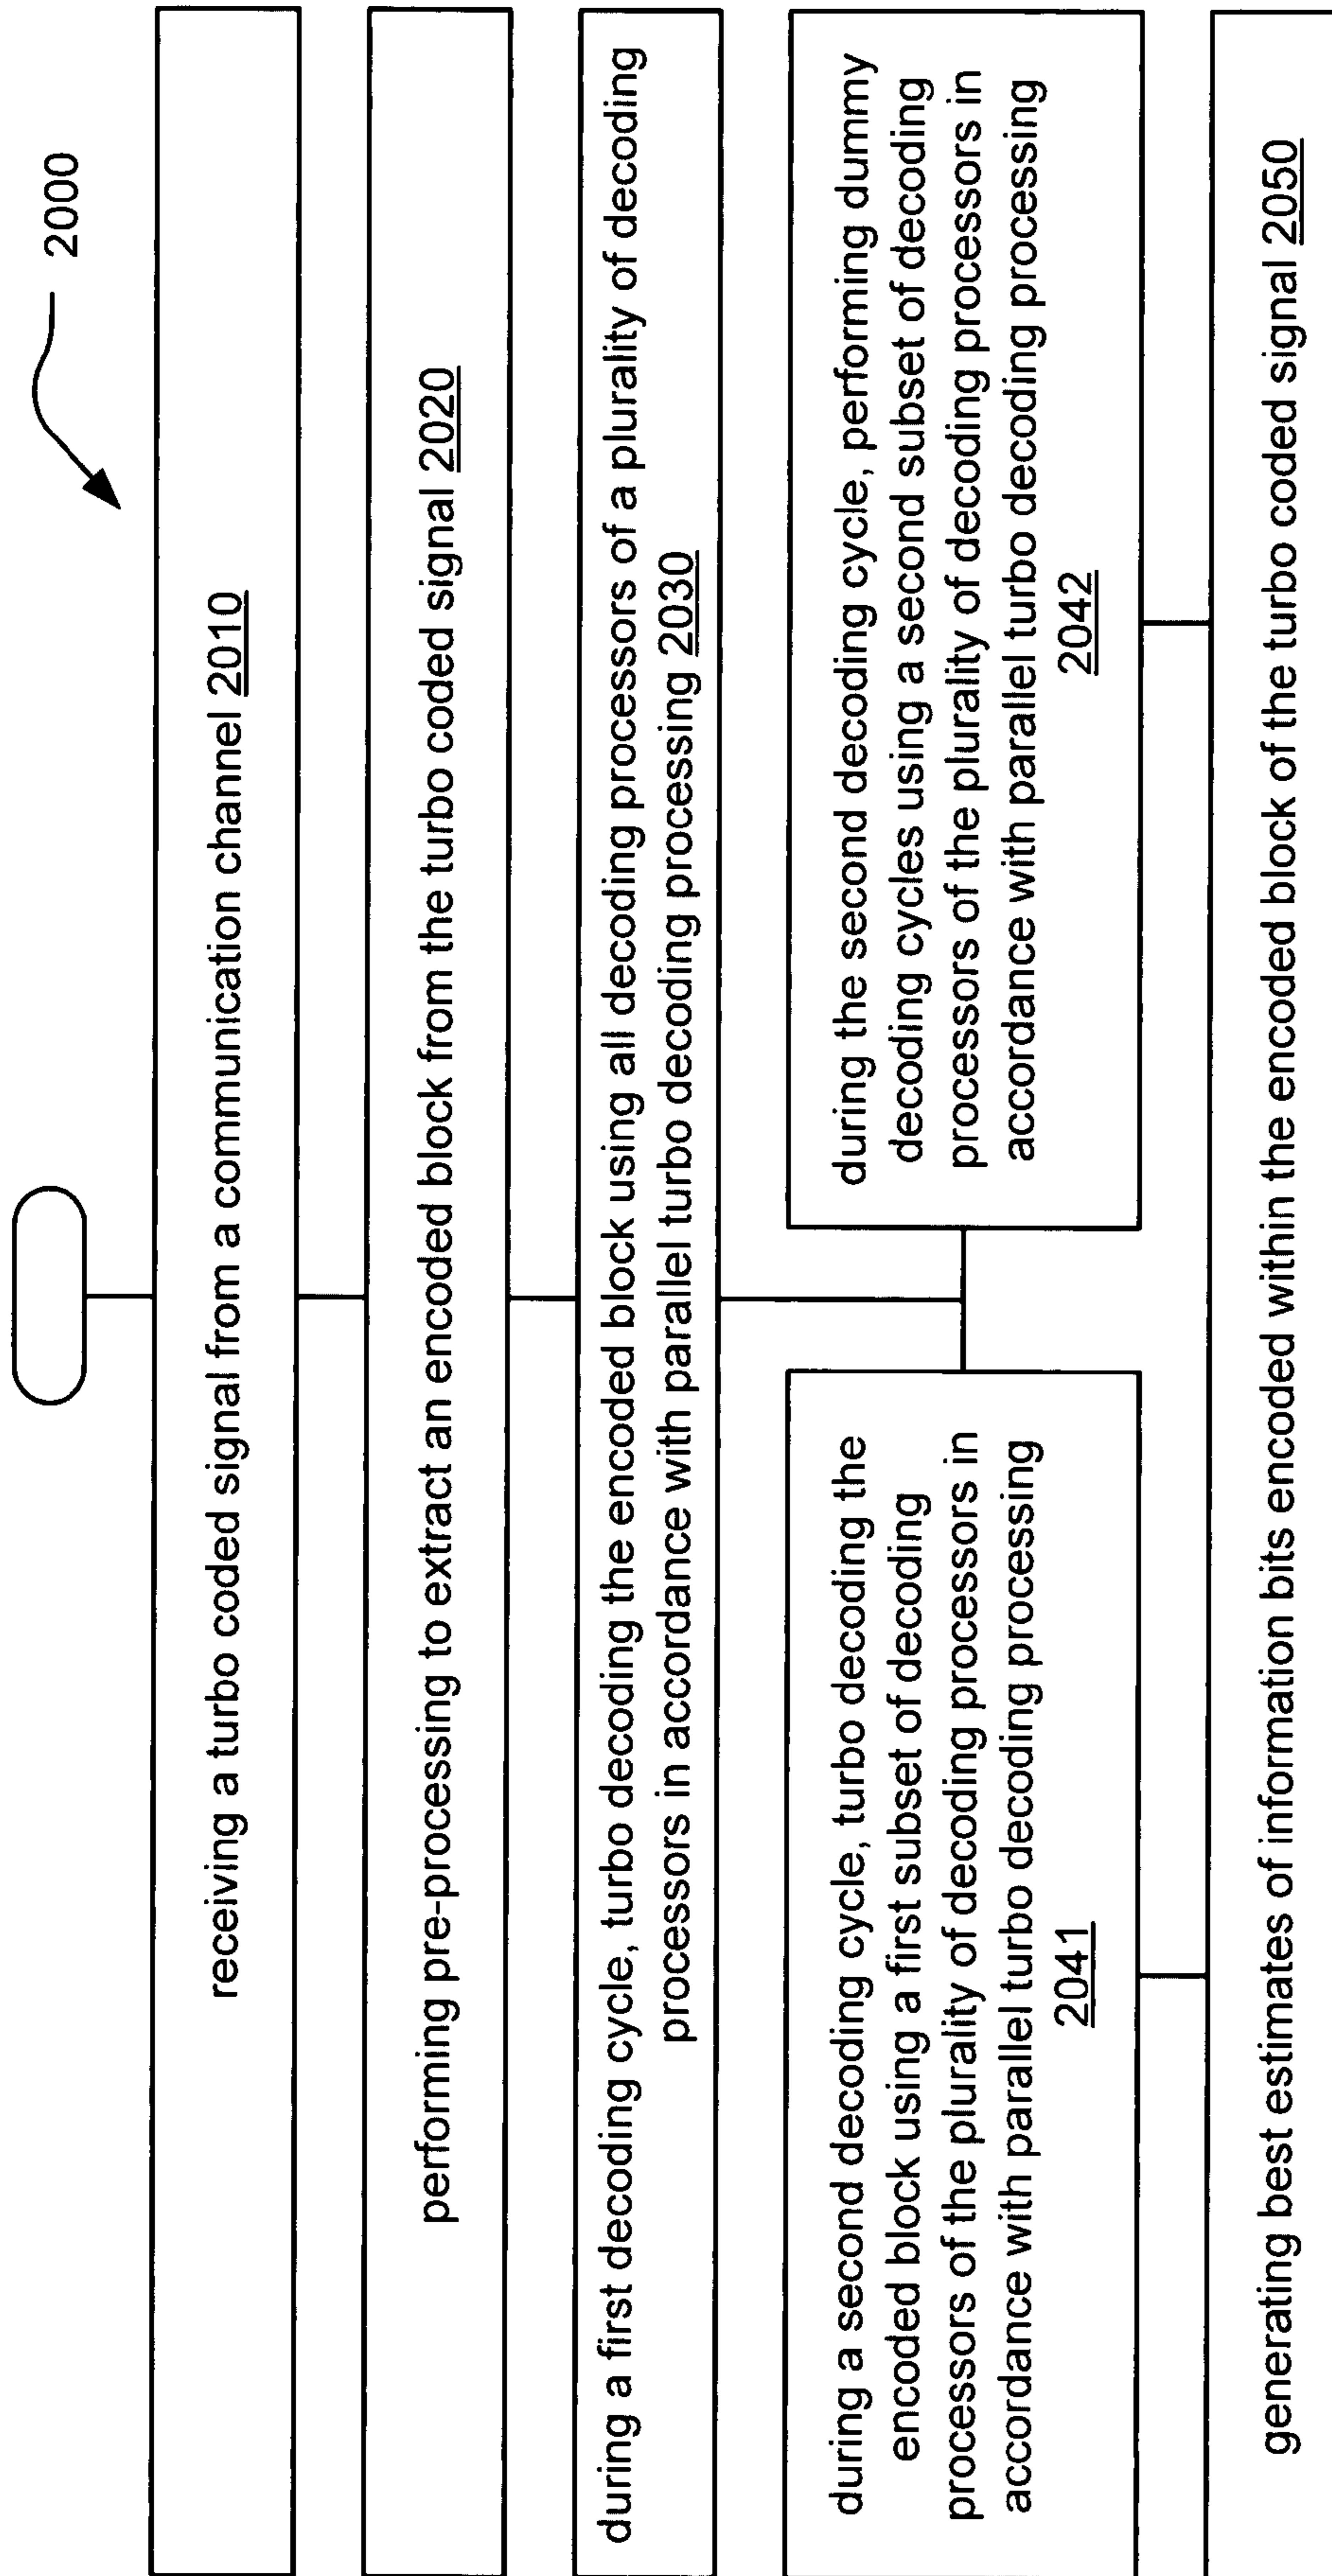 2000
receiving a turbo coded signal from a communication channel 2010
performing pre-processing to extract an encoded block from the turbo coded signal 2020
during a first decoding cycle, turbo decoding the encoded block using all decoding processors of a plurality of decoding
processors in accordance with parallel turbo decoding processing 2030
during a second decoding cycle, turbo decoding the
encoded block using a first subset of decoding
processors of the plurality of decoding processors in
accordance with parallel turbo decoding processing
2041
during the second decoding cycle, performing dummy
decoding cycles using a second subset of decoding
processors of the plurality of decoding processors in
accordance with parallel turbo decoding processing
2042
generating best estimates of information bits encoded within the encoded block of the turbo coded signal 2050